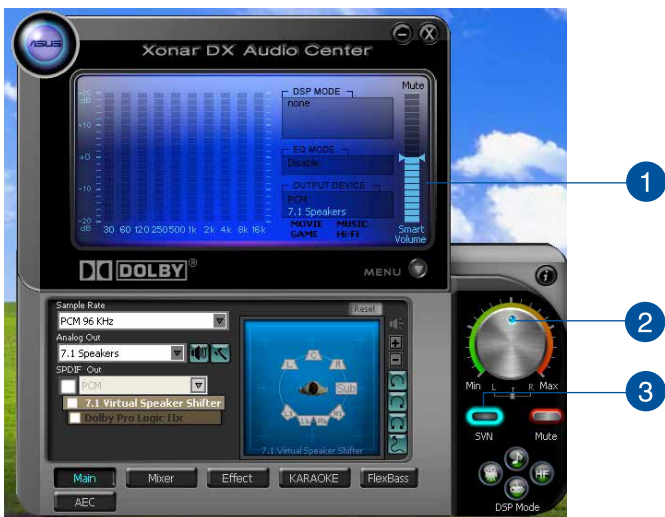 ASUS
Xonar DX Audio Center
Mute
DSP MODE
none
EQ MODE
Disable
OUTPUT DEVICE
PCM
7.1 Speakers
MOVIE MUSIC
GAME Hi-Fi
Smart
Volume
+20
dB
+10
+0
-10
-20
dB
30 60 120 250 500 1k 2k 4k 8k 16k
DOLBY®
MENU
1
Sample Rate
PCM 96 KHz
Analog Out
7.1 Speakers
SPDIF Out
PCM
7.1 Virtual Speaker Shifter
Dolby Pro Logic IIx
Reset
L C R
Sub
7.1 Virtual Speaker Shifter
Main Mixer Effect KARAOKE FlexBass
AEC
i
2
Min L R Max
3
SVN Mute
HF
DSP Mode